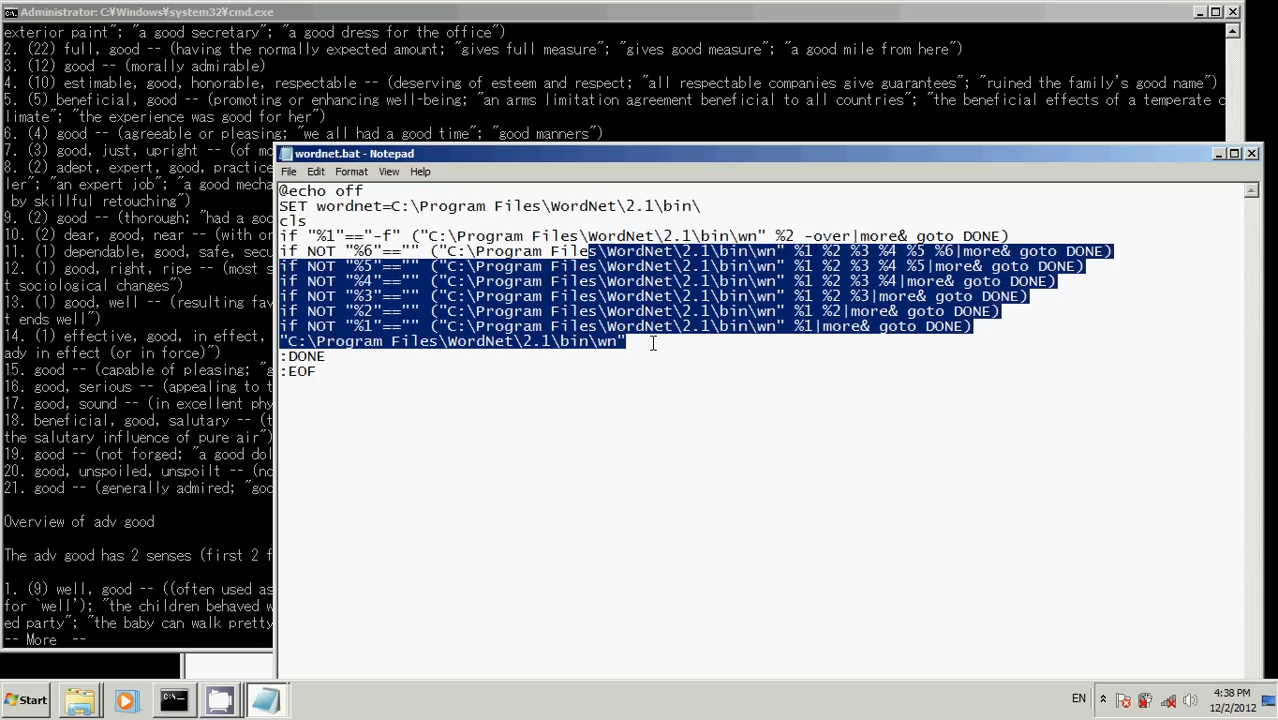 Administrator: C:¥Windows¥system32¥cmd.exe
exterior paint"; "a good secretary"; "a good dress for the office")
2. (22) full, good -- (having the normally expected amount; "gives full measure"; "gives good measure"; "a good mile from here")
3. (12) good -- (morally admirable)
4. (10) estimable, good, honorable, respectable -- (deserving of esteem and respect; "all respectable companies give guarantees"; "ruined the family's good name")
5. (5) beneficial, good -- (promoting or enhancing well-being; "an arms limitation agreement beneficial to all countries"; "the beneficial effects of a temperate c
limate"; "the experience was good for her")
6. (4) good -- (agreeable or pleasing; "we all had a good time"; "good manners")
7. (3) good, just, upright -- (of mo
8. (2) adept, expert, good, practice
ler"; "an expert job"; "a good mecha
by skillful retouching")
9. (2) good -- (thorough; "had a goo
10. (2) dear, good, near -- (with or
11. (1) dependable, good, safe, secu
12. (1) good, right, ripe -- (most s
t sociological changes")
13. (1) good, well -- (resulting fav
t ends well")
14. (1) effective, good, in effect,
ady in effect (or in force)")
15. good -- (capable of pleasing; "g
16. good, serious -- (appealing to t
17. good, sound -- (in excellent phy
18. beneficial, good, salutary -- (t
the salutary influence of pure air")
19. good -- (not forged; "a good dol
20. good, unspoiled, unspoilt -- (no
21. good -- (generally admired; "goo
Overview of adv good
The adv good has 2 senses (first 2 f
1. (9) well, good -- ((often used as
for `well'); "the children behaved w
ed party"; "the baby can walk pretty
-- More --
wordnet.bat - Notepad
File Edit Format View Help
@echo off
SET wordnet=C:\Program Files\WordNet\2.1\bin\
cls
if "%1"=="-f" ("C:\Program Files\WordNet\2.1\bin\wn" %2 -over|more& goto DONE)
if NOT "%6"=="" ("C:\Program Files\WordNet\2.1\bin\wn" %1 %2 %3 %4 %5 %6|more& goto DONE)
if NOT "%5"=="" ("C:\Program Files\WordNet\2.1\bin\wn" %1 %2 %3 %4 %5|more& goto DONE)
if NOT "%4"=="" ("C:\Program Files\WordNet\2.1\bin\wn" %1 %2 %3 %4|more& goto DONE)
if NOT "%3"=="" ("C:\Program Files\WordNet\2.1\bin\wn" %1 %2 %3|more& goto DONE)
if NOT "%2"=="" ("C:\Program Files\WordNet\2.1\bin\wn" %1 %2|more& goto DONE)
if NOT "%1"=="" ("C:\Program Files\WordNet\2.1\bin\wn" %1|more& goto DONE)
"C:\Program Files\WordNet\2.1\bin\wn"
:DONE
:EOF
Start
EN
4:38 PM
12/2/2012